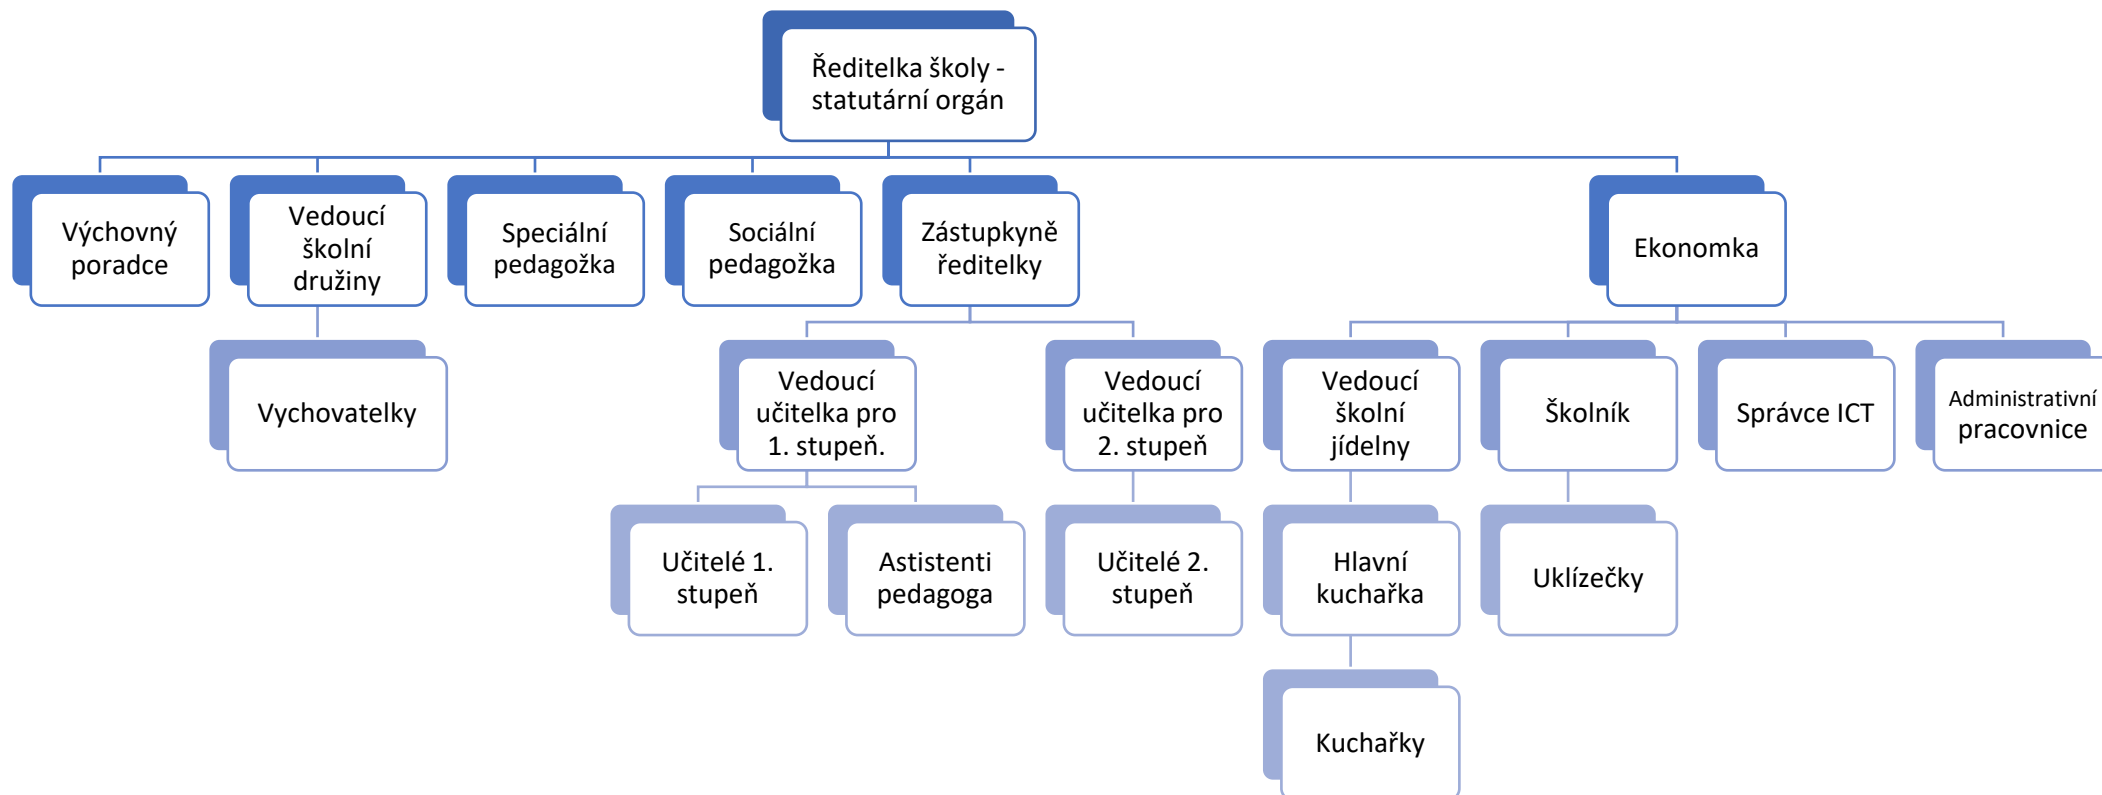 Ředitelka školy -
statutární orgán
Výchovný
poradce
Vedoucí
školní
družiny
Speciální
pedagožka
Sociální
pedagožka
Zástupkyně
ředitelky
Ekonomka
Vychovatelky
Vedoucí
učitelka pro
1. stupeň.
Vedoucí
učitelka pro
2. stupeň
Vedoucí
školní
jídelny
Školník
Správce ICT
Administrativní
pracovnice
Učitelé 1.
stupeň
Astistenti
pedagoga
Učitelé 2.
stupeň
Hlavní
kuchařka
Uklízečky
Kuchařky